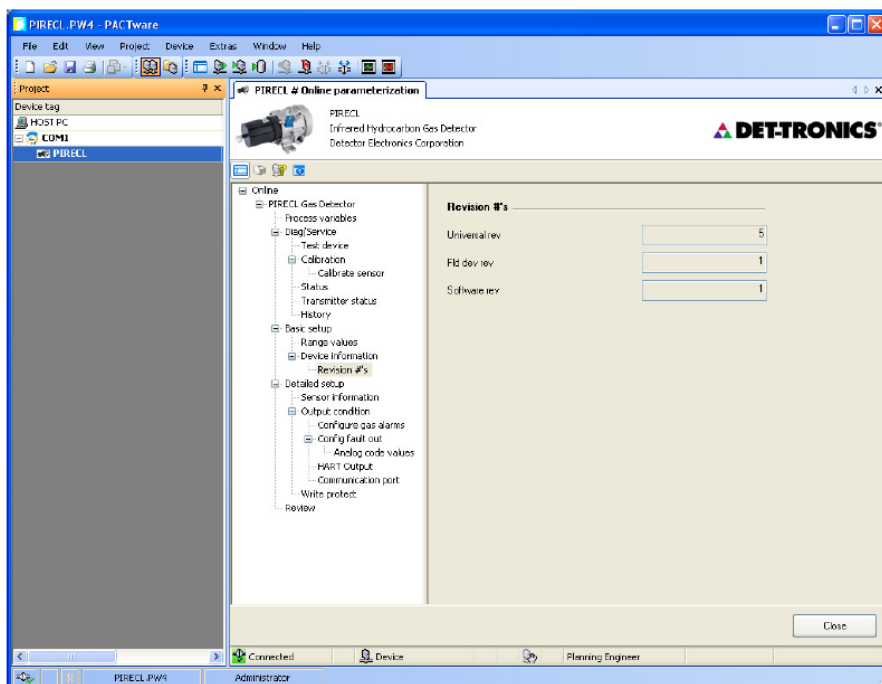 PIRECL.PW4 - PACTware
File Edit View Project Device Extras Window Help
Project
PIRECL # Online parameterization
Device tag
HOST PC
COM1
PIRECL
PIRECL
Infrared Hydrocarbon Gas Detector
Detector Electronics Corporation
DET-TRONICS®
Online
PIRECL Gas Detector
Process variables
Diag/Service
Test device
Calibration
Calibrate sensor
Status
Transmitter status
History
Basic setup
Range values
Device information
Revision #'s
Detailed setup
Sensor information
Output condition
Configure gas alarms
Config fault out
Analog code values
HART Output
Communication port
Write protect
Review
Revision #'s
Universal rev 5
Fld dev rev 1
Software rev 1
Close
Connected Device Planning Engineer
PIRECL.PW4 Administrator